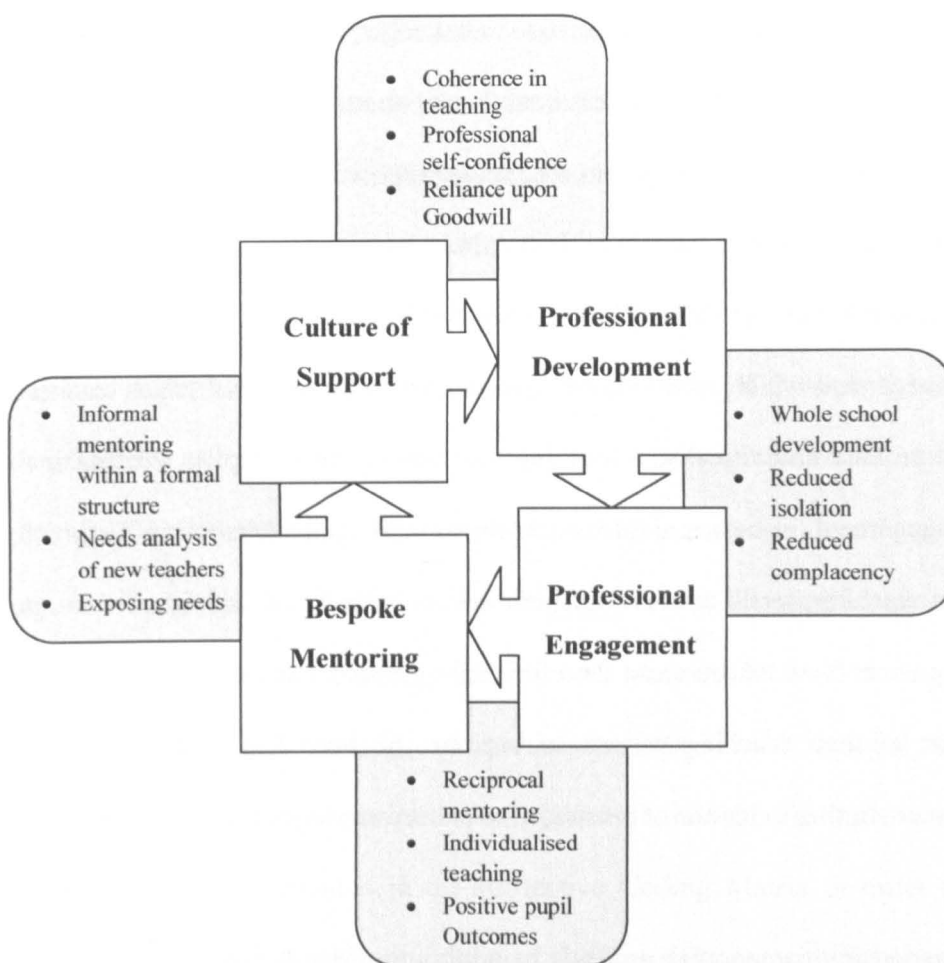 • Coherence in
teaching
• Professional
self-confidence
• Reliance upon
Goodwill
Culture of
Support
Professional
Development
• Informal
mentoring
within a formal
structure
• Needs analysis
of new teachers
• Exposing needs
• Whole school
development
• Reduced
isolation
• Reduced
complacency
Bespoke
Mentoring
Professional
Engagement
• Reciprocal
mentoring
• Individualised
teaching
• Positive pupil
Outcomes